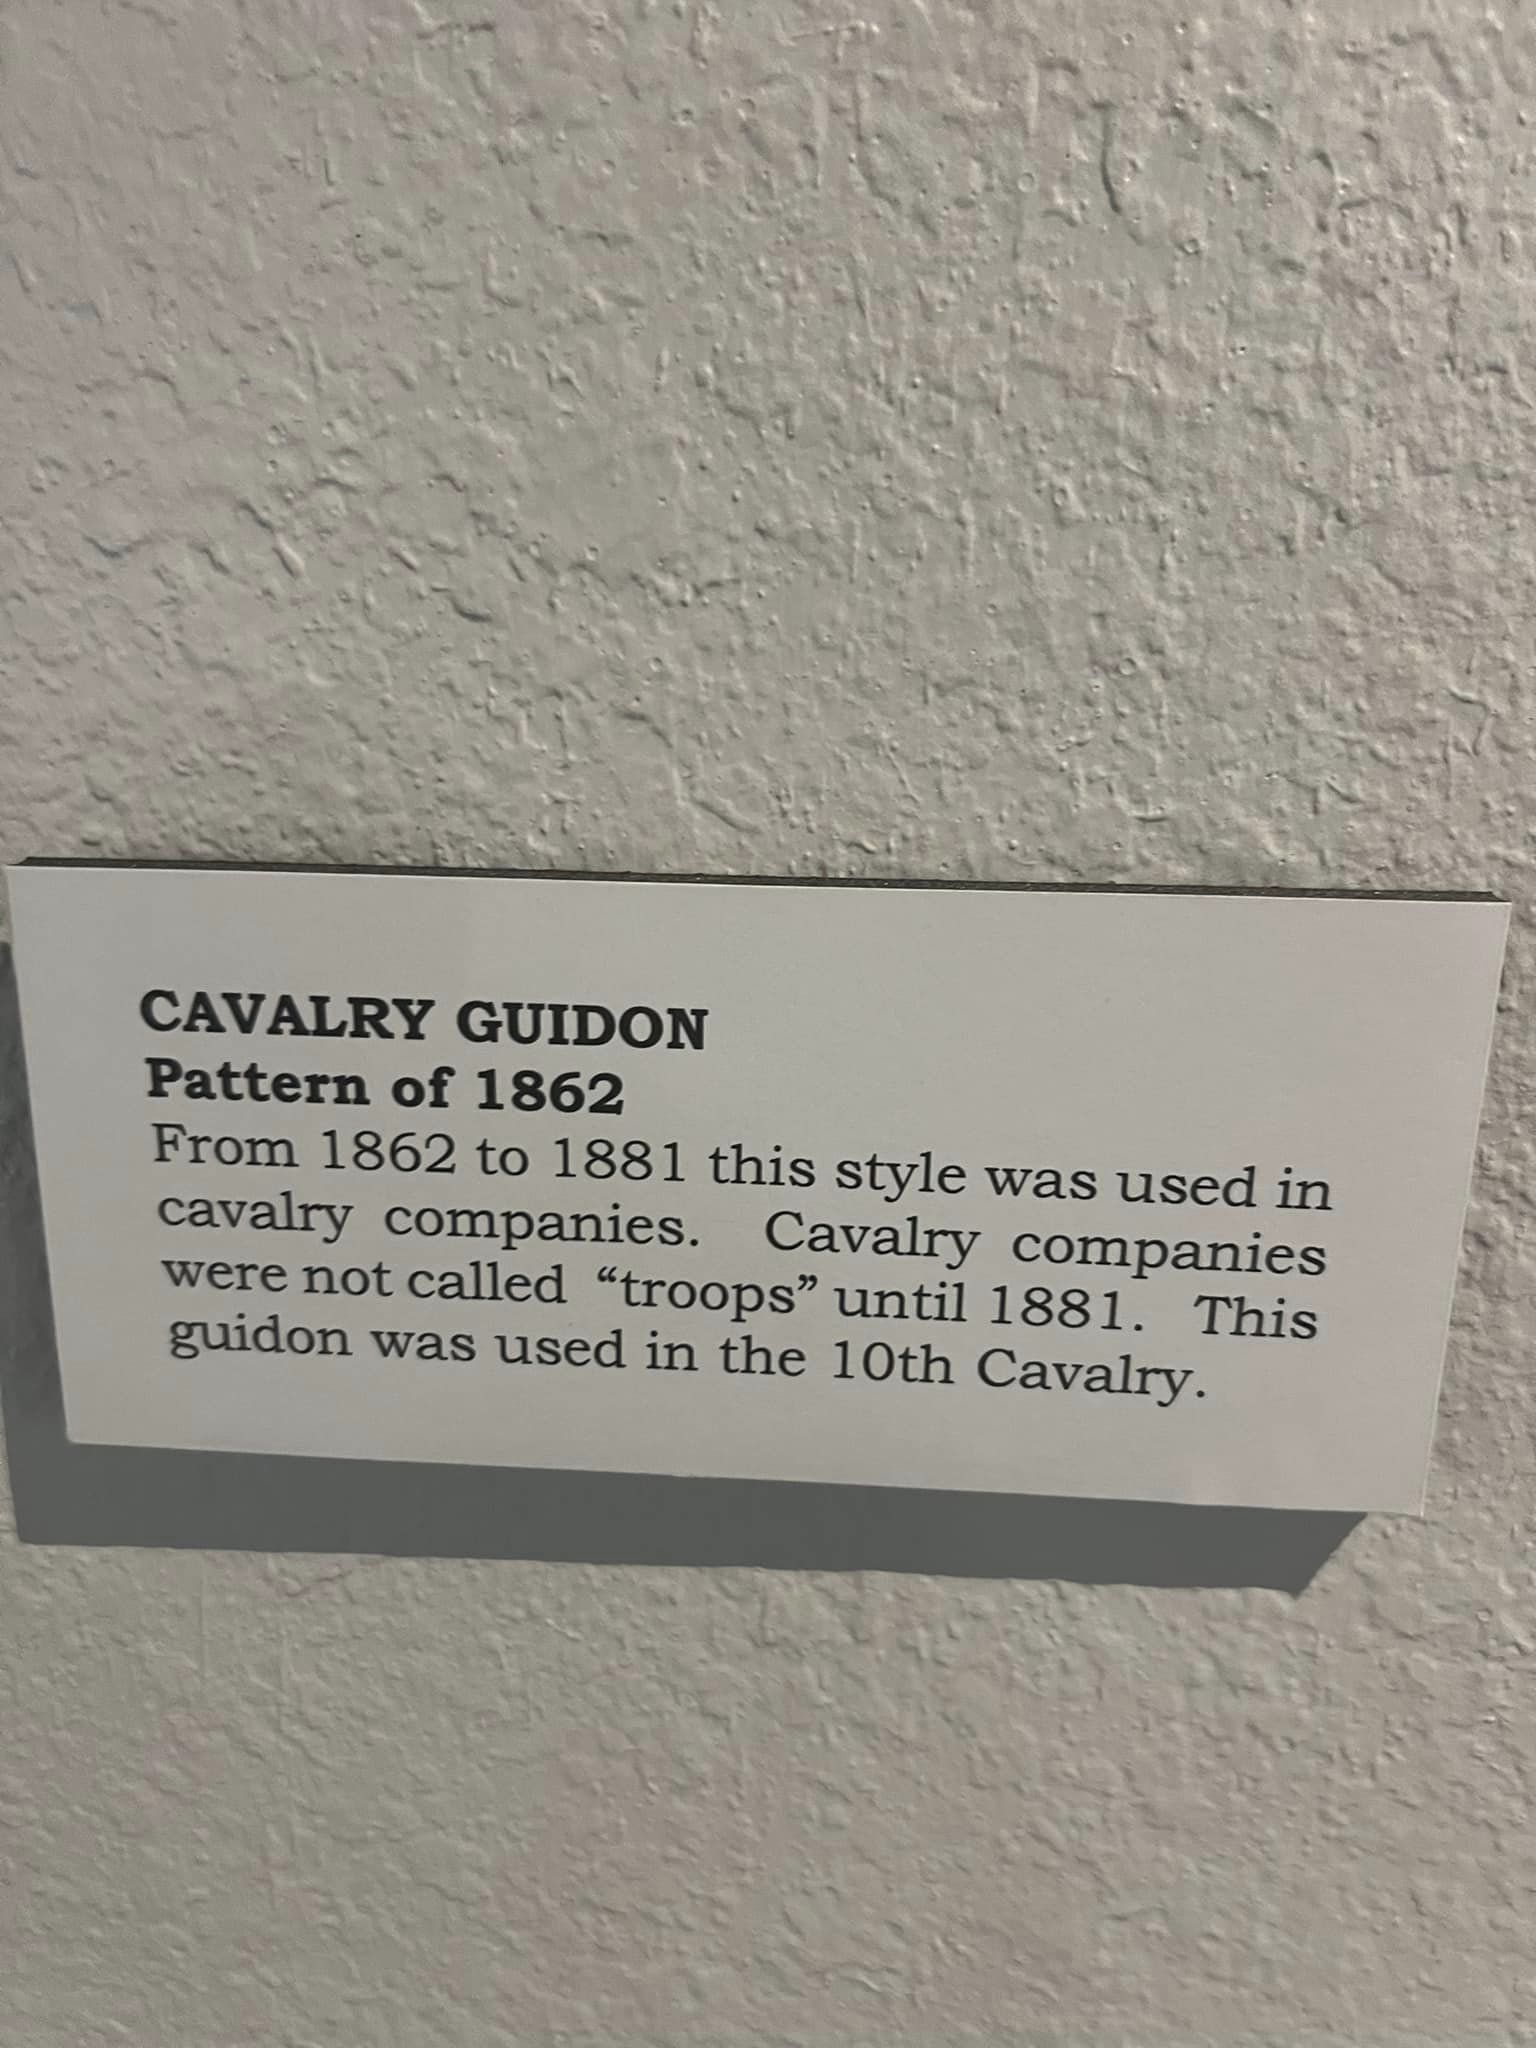 CAVALRY GUIDON
Pattern of 1862
From 1862 to 1881 this style was used in
cavalry companies. Cavalry companies
were not called “troops” until 1881. This
guidon was used in the 10th Cavalry.